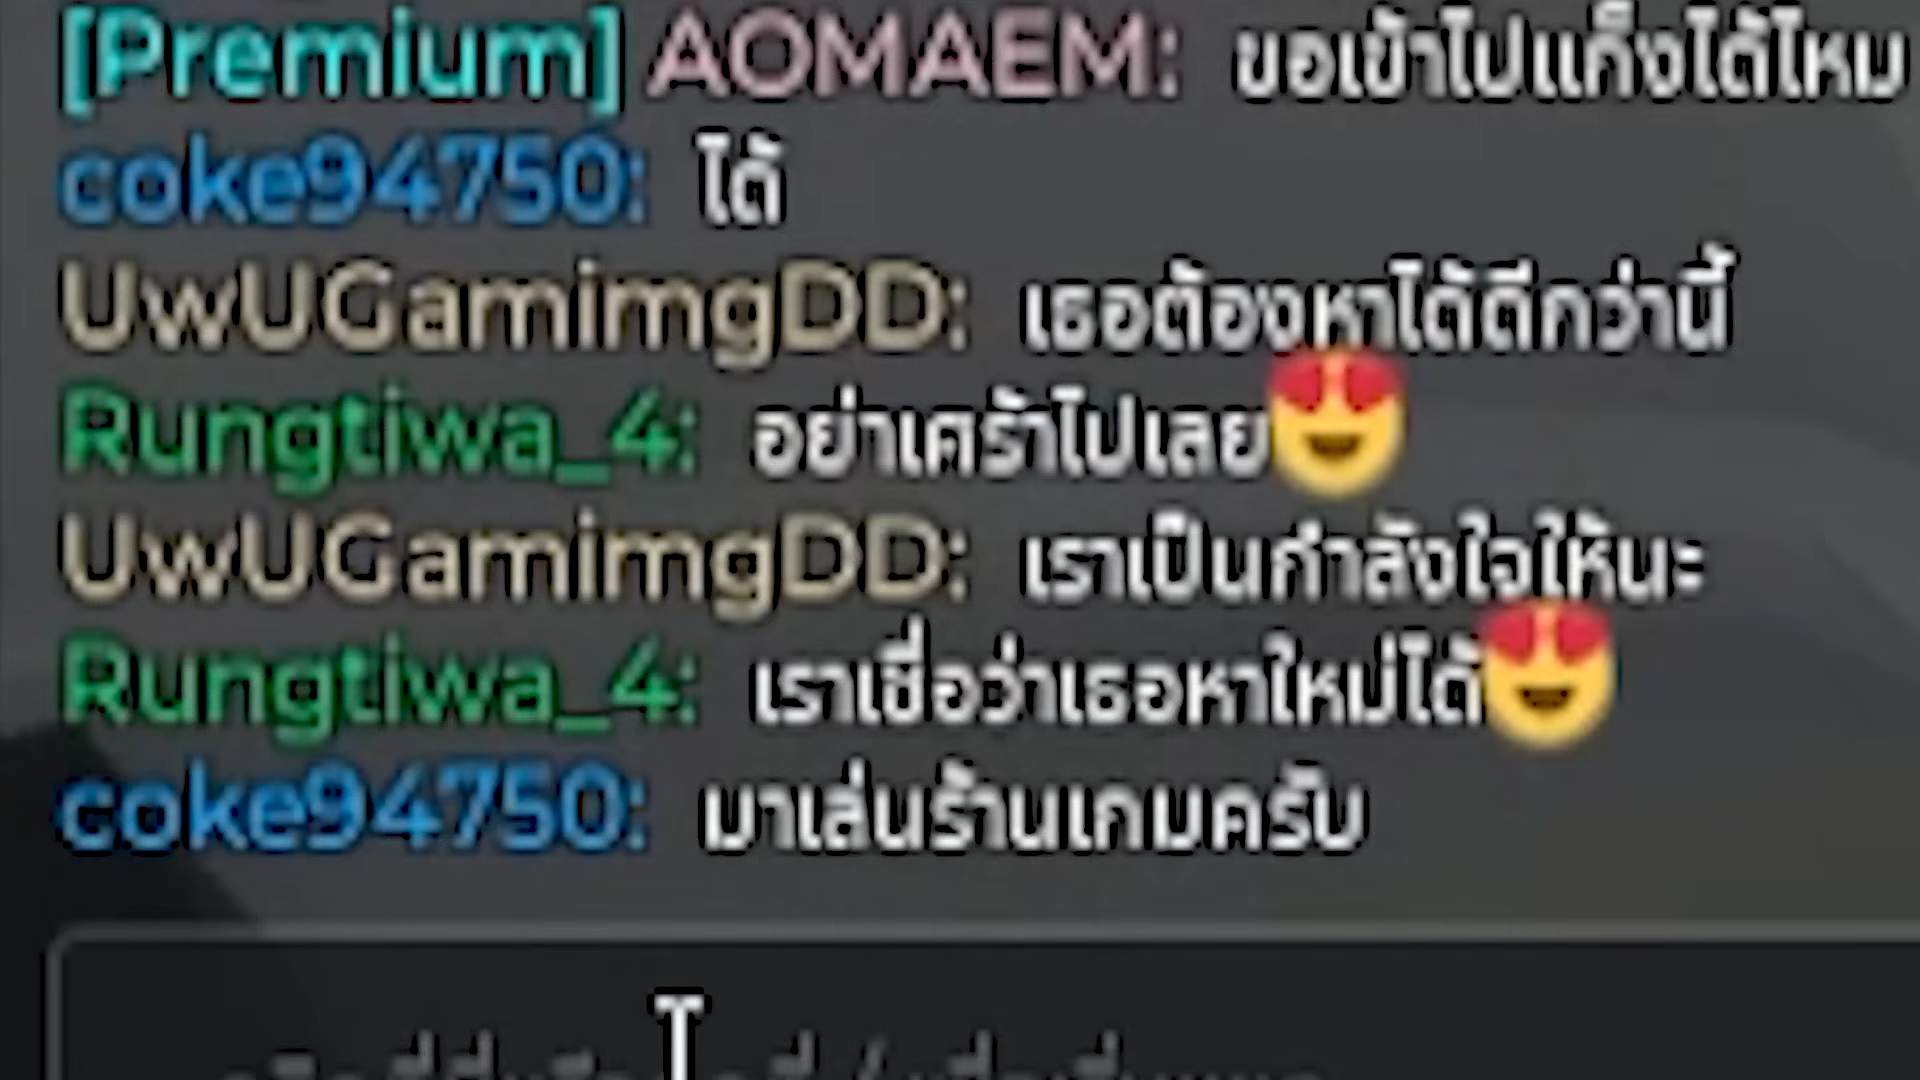 [Premium] AOMAEM: ขอเข้าไปแก็งได้ไหม
coke94750: ได้
UwUGamimgDD: เธอต้องหาได้ดีกว่านี้
Rungtiwa_4: อย่าเศร้าไปเลย😍
UwUGamimgDD: เราเป็นกำลังใจให้นะ
Rungtiwa_4: เราเชื่อว่าเธอหาใหม่ได้😍
coke94750: มาเล่นร้านเกมครับ